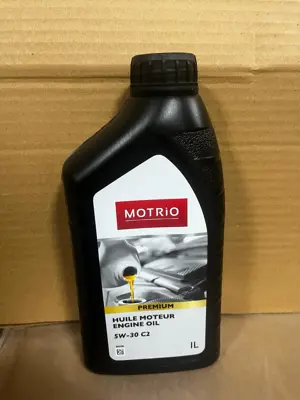 MOTRIO
PREMIUM
HUILE MOTEUR
ENGINE OIL
5W-30 C2
1L